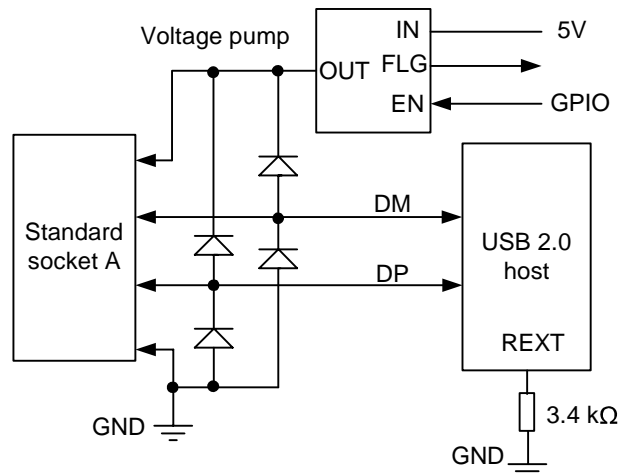 Voltage pump
IN
5V
OUT
FLG
EN
GPIO
Standard
socket A
DM
DP
USB 2.0
host
REXT
GND
3.4 kΩ
GND